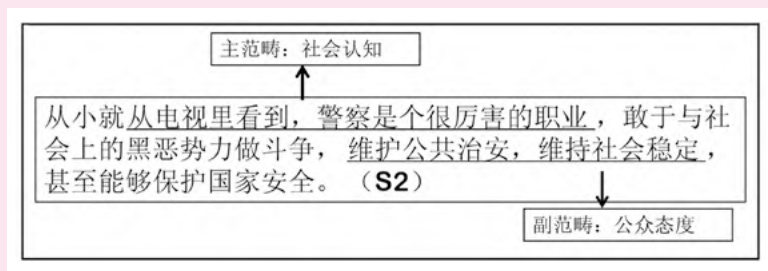 主范畴：社会认知
从小就从电视里看到，警察是个很厉害的职业，敢于与社
会上的黑恶势力做斗争，维护公共治安，维持社会稳定，
甚至能够保护国家安全。（S2）
副范畴：公众态度